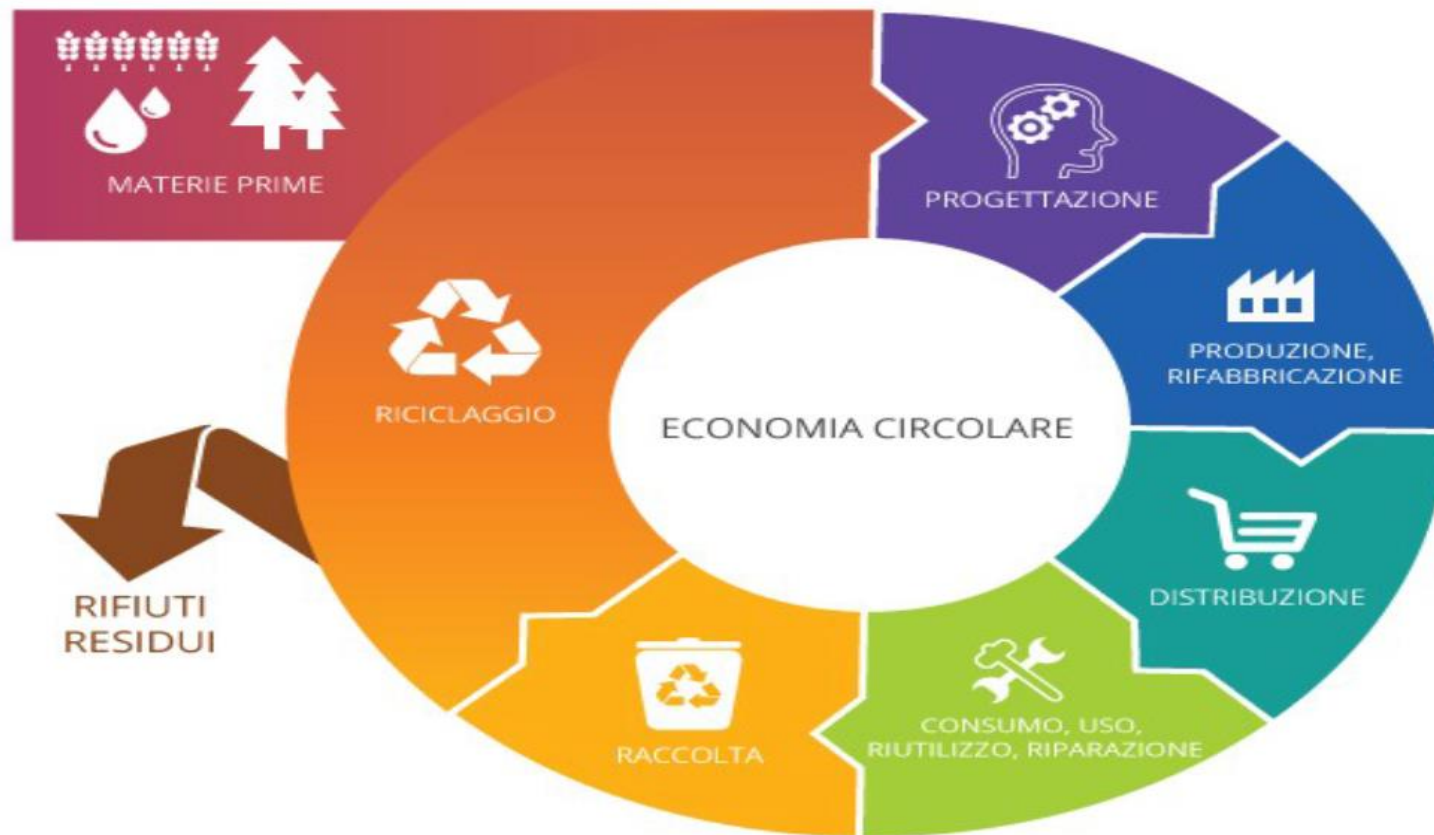 MATERIE PRIME
PROGETTAZIONE
PRODUZIONE,
RIFABBRICAZIONE
DISTRIBUZIONE
CONSUMO, USO,
RIUTILIZZO, RIPARAZIONE
RACCOLTA
RICICLAGGIO
RIFIUTI
RESIDUI
ECONOMIA CIRCOLARE